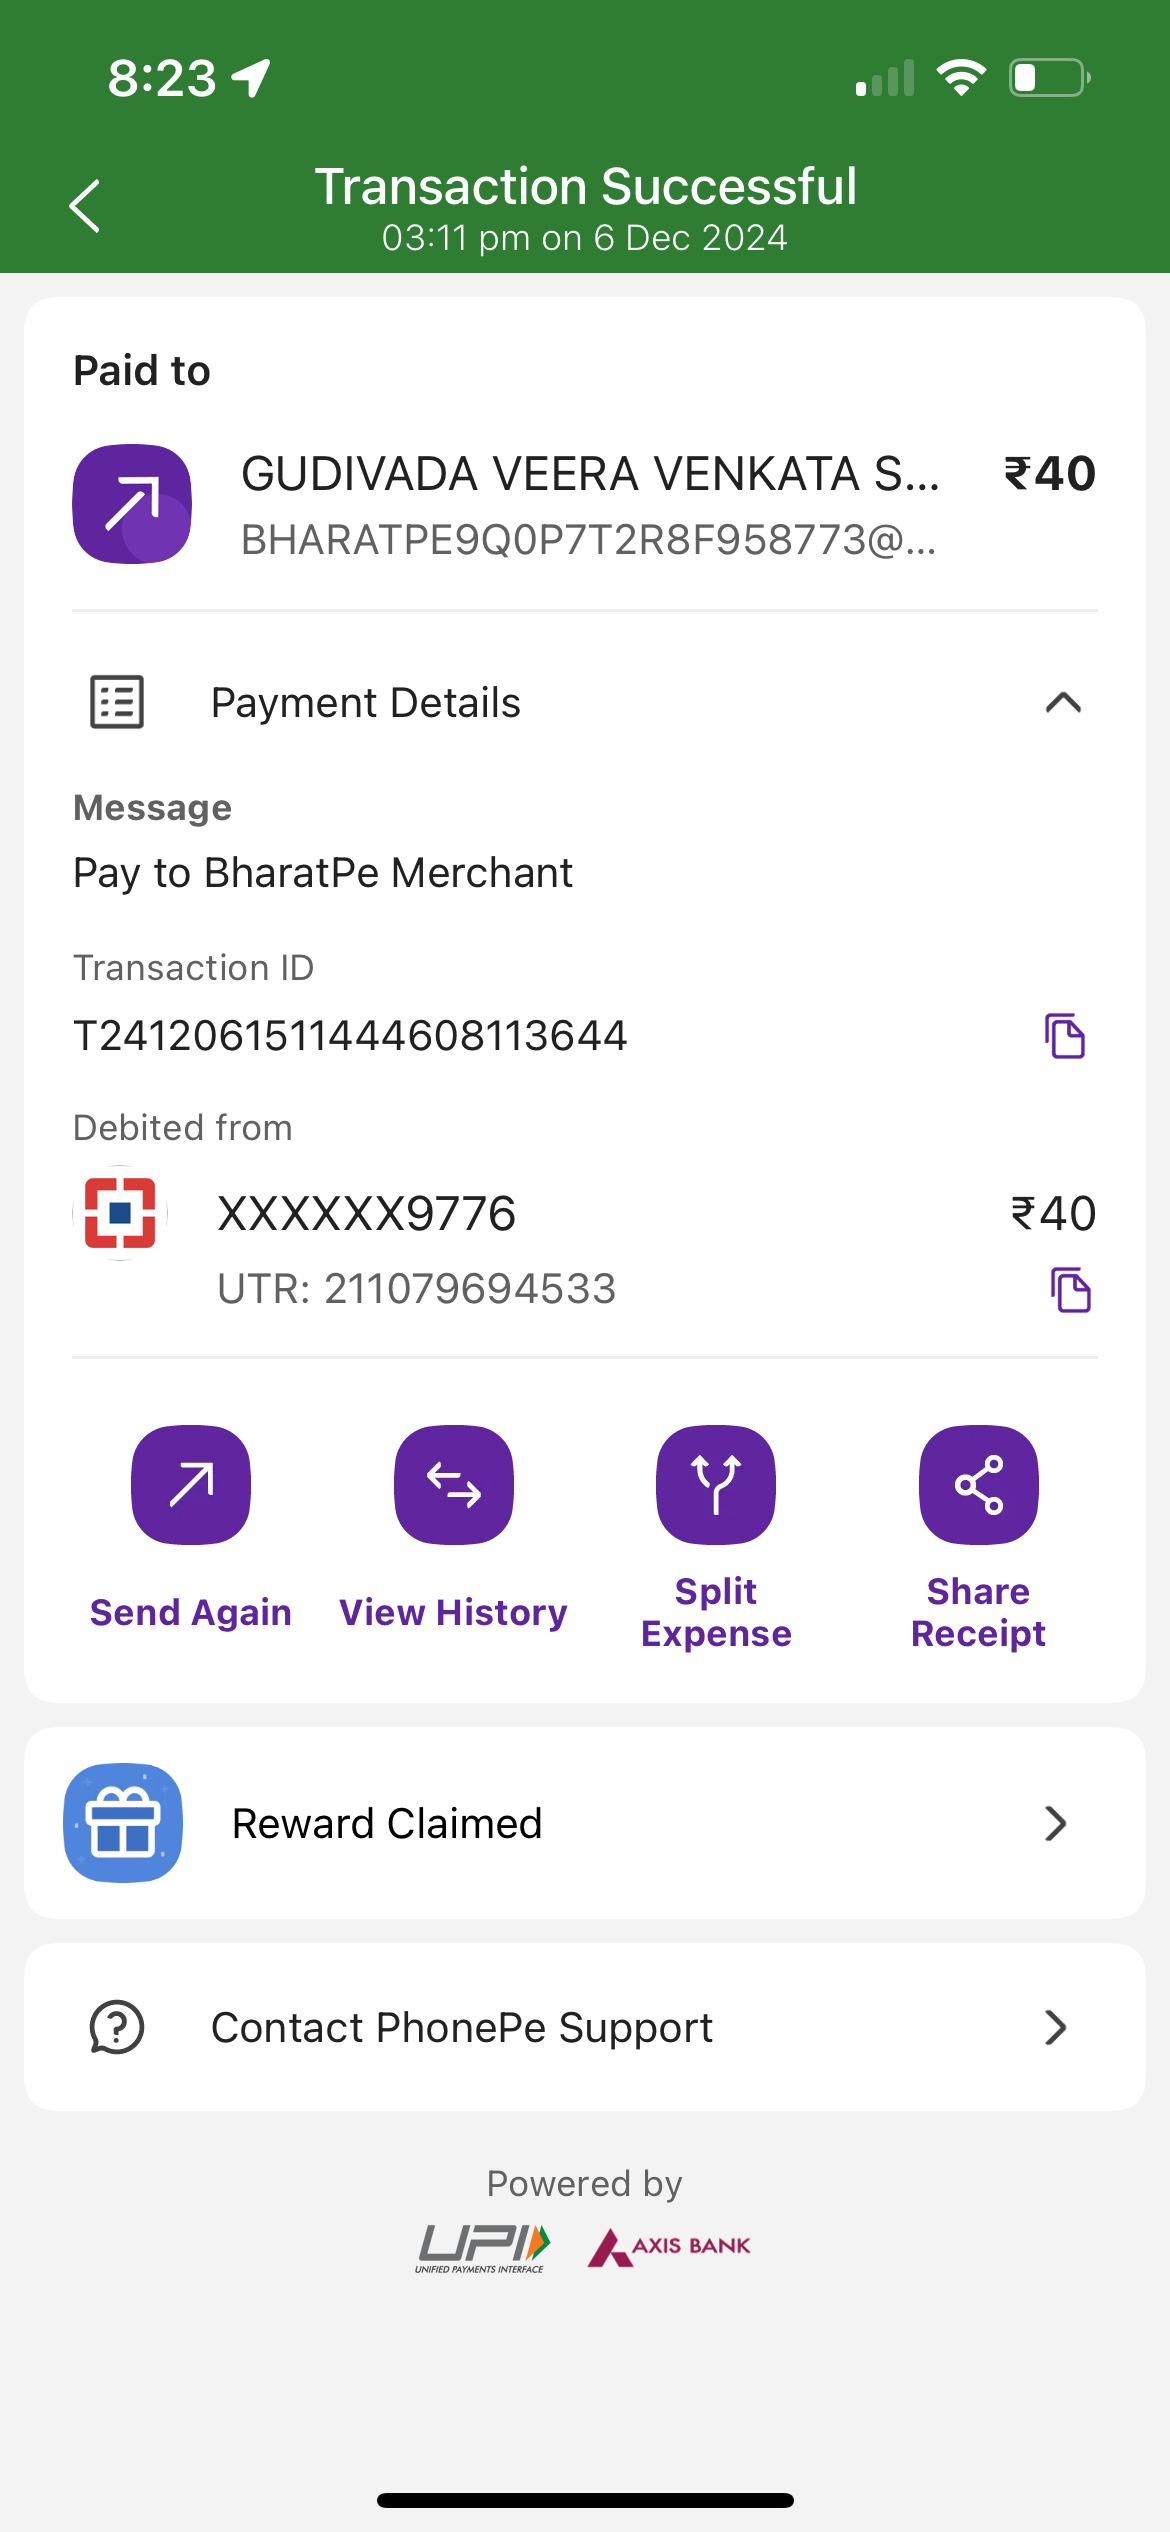 8:23
Transaction Successful
03:11 pm on 6 Dec 2024
Paid to
GUDIVADA VEERA VENKATA S... ₹40
BHARATPE9Q0P7T2R8F958773@...
Payment Details
Message
Pay to BharatPe Merchant
Transaction ID
T2412061511444608113644
Debited from
XXXXXX9776 ₹40
UTR: 211079694533
Send Again
View History
Split
Expense
Share
Receipt
Reward Claimed
Contact PhonePe Support
Powered by
UPI
UNIFIED PAYMENTS INTERFACE
AXIS BANK